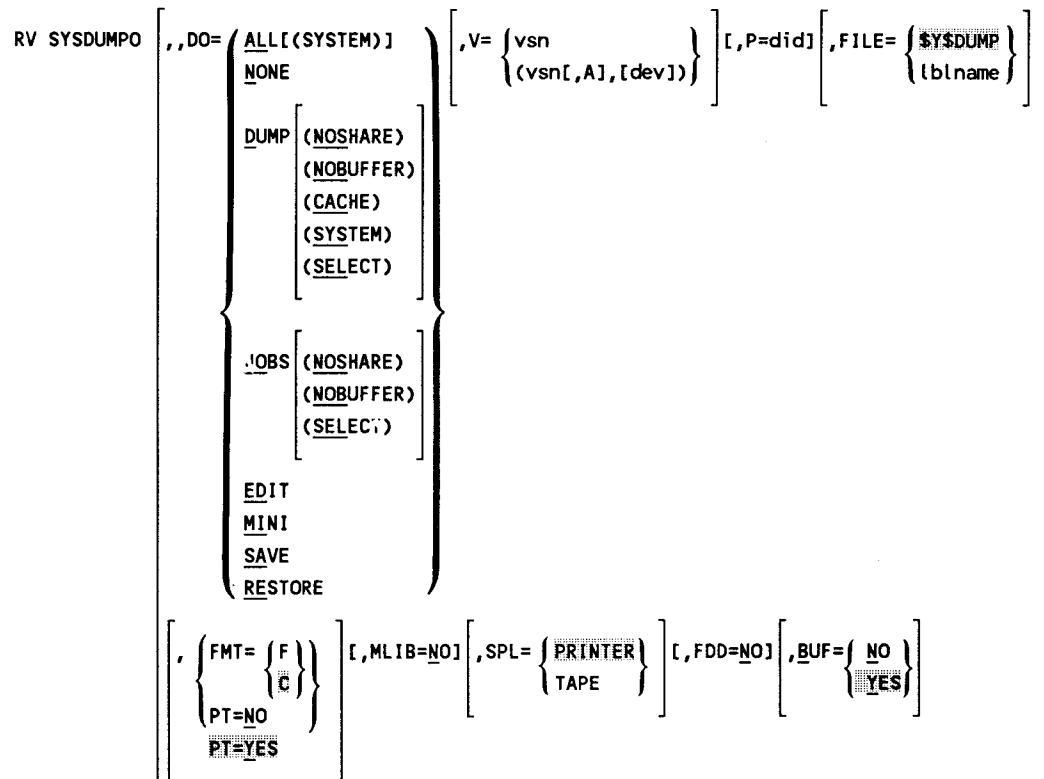 RV SYSDUMPO ,,DO= ALL[(SYSTEM)] ,V= vsn [,P=did] ,FILE= $Y$DUMP
NONE (vsn[,A],[dev]) lblname
DUMP (NOSHARE)
(NOBUFFER)
(CACHE)
(SYSTEM)
(SELECT)
JOBS (NOSHARE)
(NOBUFFER)
(SELECT)
EDIT
MINI
SAVE
RESTORE
, FMT= F [,MLIB=NO] ,SPL= PRINTER [,FDD=NO] ,BUF= NO
C TAPE YES
PT=NO
PT=YES